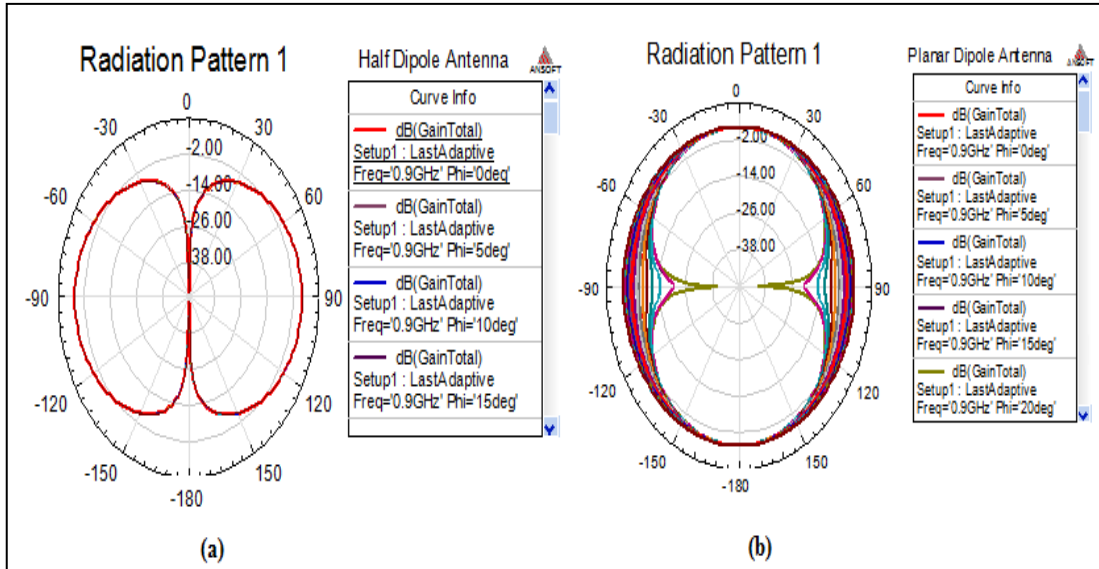 Radiation Pattern 1
Half Dipole Antenna
ANSOFT
Curve Info
dB(GainTotal)
Setup1 : LastAdaptive
Freq='0.9GHz' Phi='0deg'
dB(GainTotal)
Setup1 : LastAdaptive
Freq='0.9GHz' Phi='5deg'
dB(GainTotal)
Setup1 : LastAdaptive
Freq='0.9GHz' Phi='10deg'
dB(GainTotal)
Setup1 : LastAdaptive
Freq='0.9GHz' Phi='15deg'
0
-30
30
-2.00
-60
60
-14.00
-26.00
-38.00
-90
90
-120
120
-150
150
-180
(a)
Radiation Pattern 1
Planar Dipole Antenna
ANSOFT
Curve Info
dB(GainTotal)
Setup1 : LastAdaptive
Freq='0.9GHz' Phi='0deg'
dB(GainTotal)
Setup1 : LastAdaptive
Freq='0.9GHz' Phi='5deg'
dB(GainTotal)
Setup1 : LastAdaptive
Freq='0.9GHz' Phi='10deg'
dB(GainTotal)
Setup1 : LastAdaptive
Freq='0.9GHz' Phi='15deg'
dB(GainTotal)
Setup1 : LastAdaptive
Freq='0.9GHz' Phi='20deg'
0
-30
30
-2.00
-60
60
-14.00
-26.00
-38.00
-90
90
-120
120
-150
150
-180
(b)